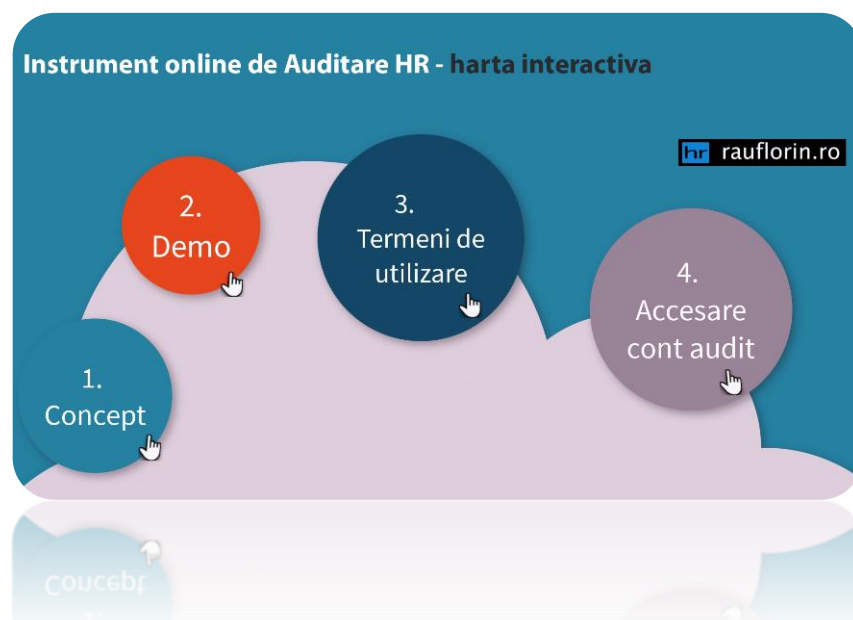 Instrument online de Auditare HR - harta interactiva
hr rauflorin.ro
2.
Demo
3.
Termeni de
utilizare
4.
Accesare
cont audit
1.
Concept